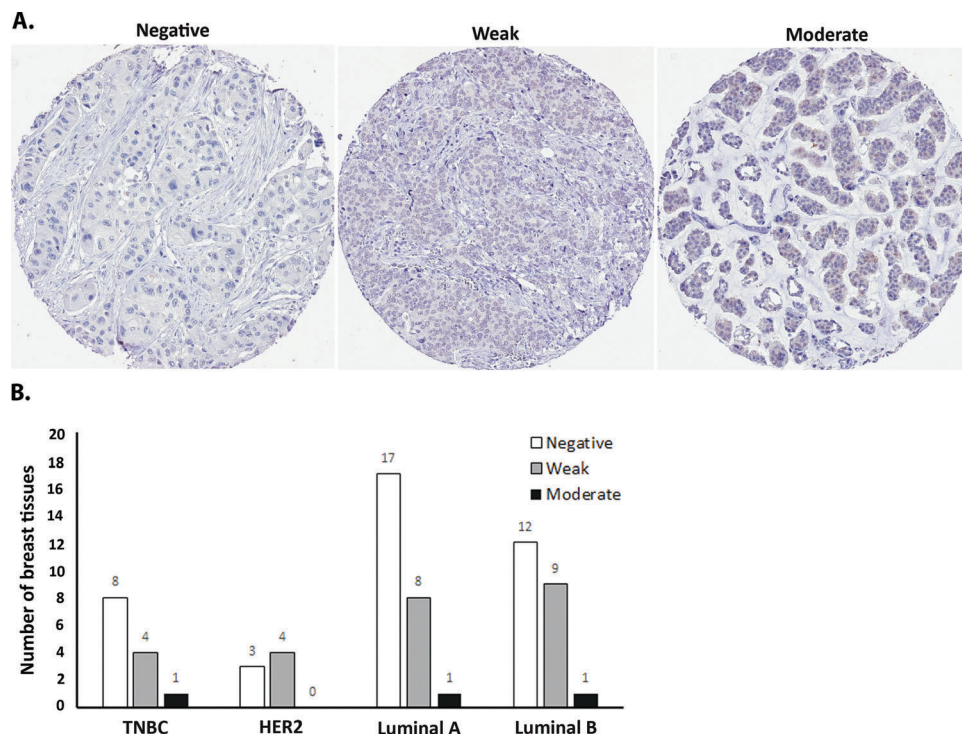 A.
Negative
Weak
Moderate
B.
Number of breast tissues
20
18
16
14
12
10
8
6
4
2
0
8
4
1
3
4
0
17
8
1
12
9
1
Negative
Weak
Moderate
TNBC
HER2
Luminal A
Luminal B